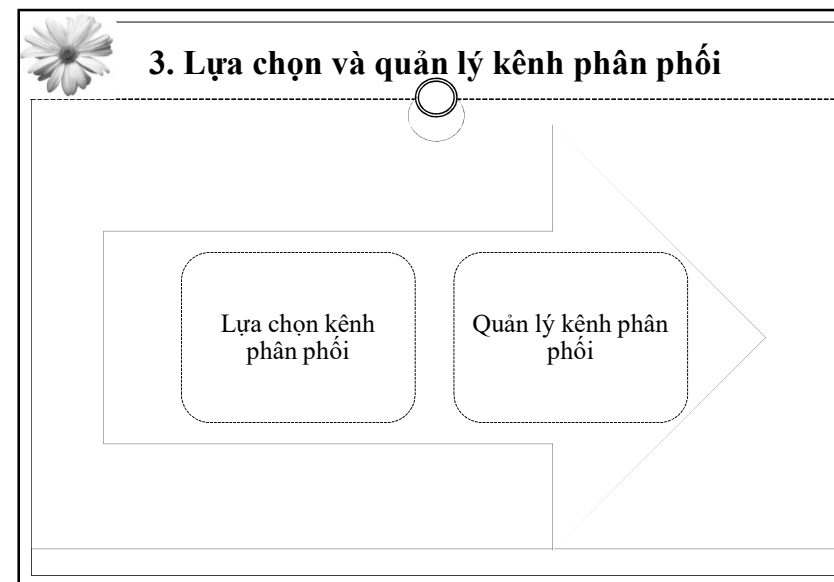 3. Lựa chọn và quản lý kênh phân phối
Lựa chọn kênh
phân phối
Quản lý kênh phân
phối